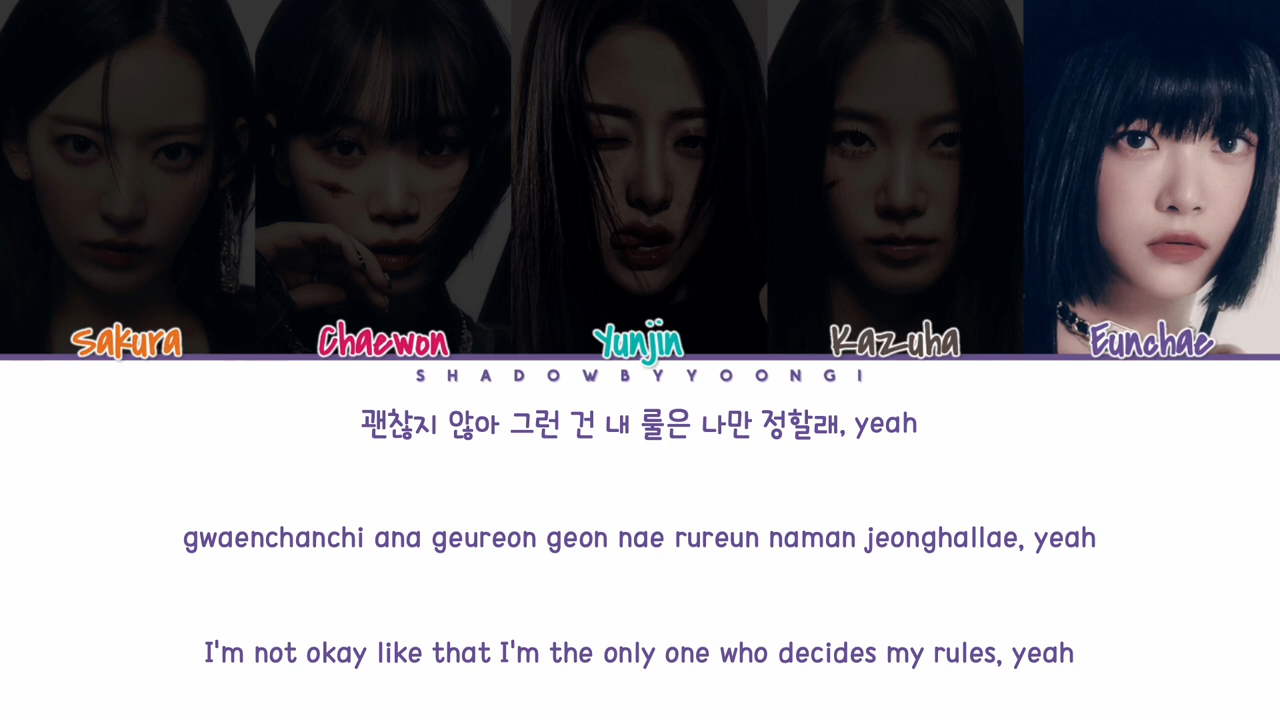 Sakura Chaewon Yunjin Kazuha Eunchae
SHADOWBYYOONGI
괜찮지 않아 그런 건 내 룰은 나만 정할래, yeah
gwaenchanchi ana geureon geon nae rureun naman jeonghallae, yeah
I'm not okay like that I'm the only one who decides my rules, yeah